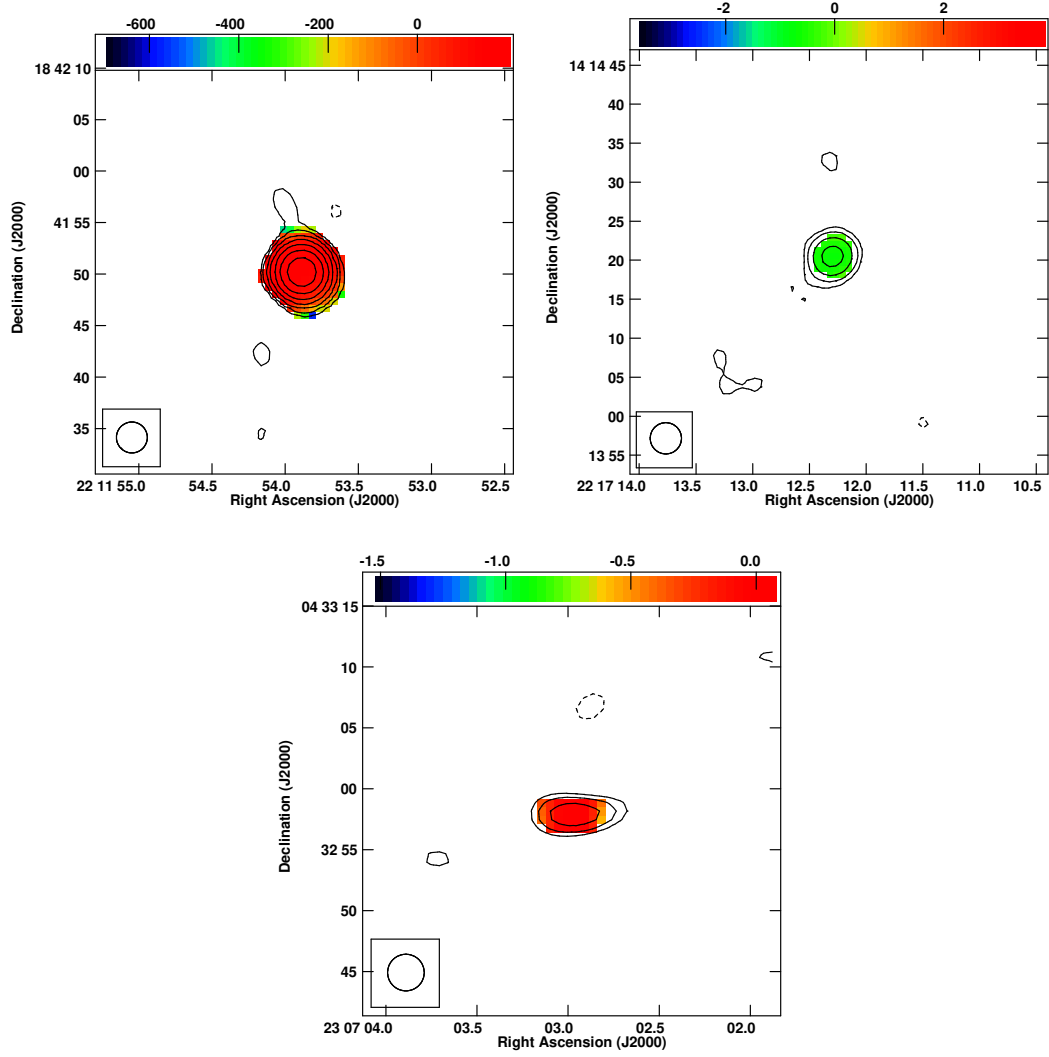 -600 -400 -200 0
18 42 10
05
00
41 55
50
45
40
35
Declination (J2000)
22 11 55.0 54.5 54.0 53.5 53.0 52.5
Right Ascension (J2000)
-2 0 2
14 14 45
40
35
30
25
20
15
10
05
00
13 55
Declination (J2000)
22 17 14.0 13.5 13.0 12.5 12.0 11.5 11.0 10.5
Right Ascension (J2000)
-1.5 -1.0 -0.5 0.0
04 33 15
10
05
00
32 55
50
45
Declination (J2000)
23 07 04.0 03.5 03.0 02.5 02.0
Right Ascension (J2000)